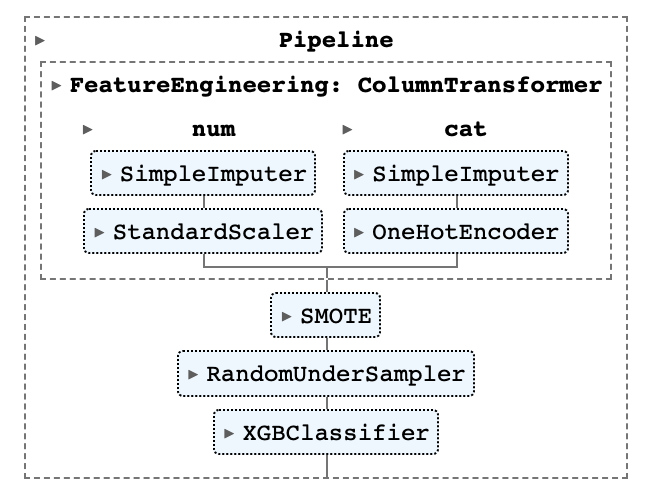 Pipeline
FeatureEngineering: ColumnTransformer
num cat
SimpleImputer SimpleImputer
StandardScaler OneHotEncoder
SMOTE
RandomUnderSampler
XGBClassifier